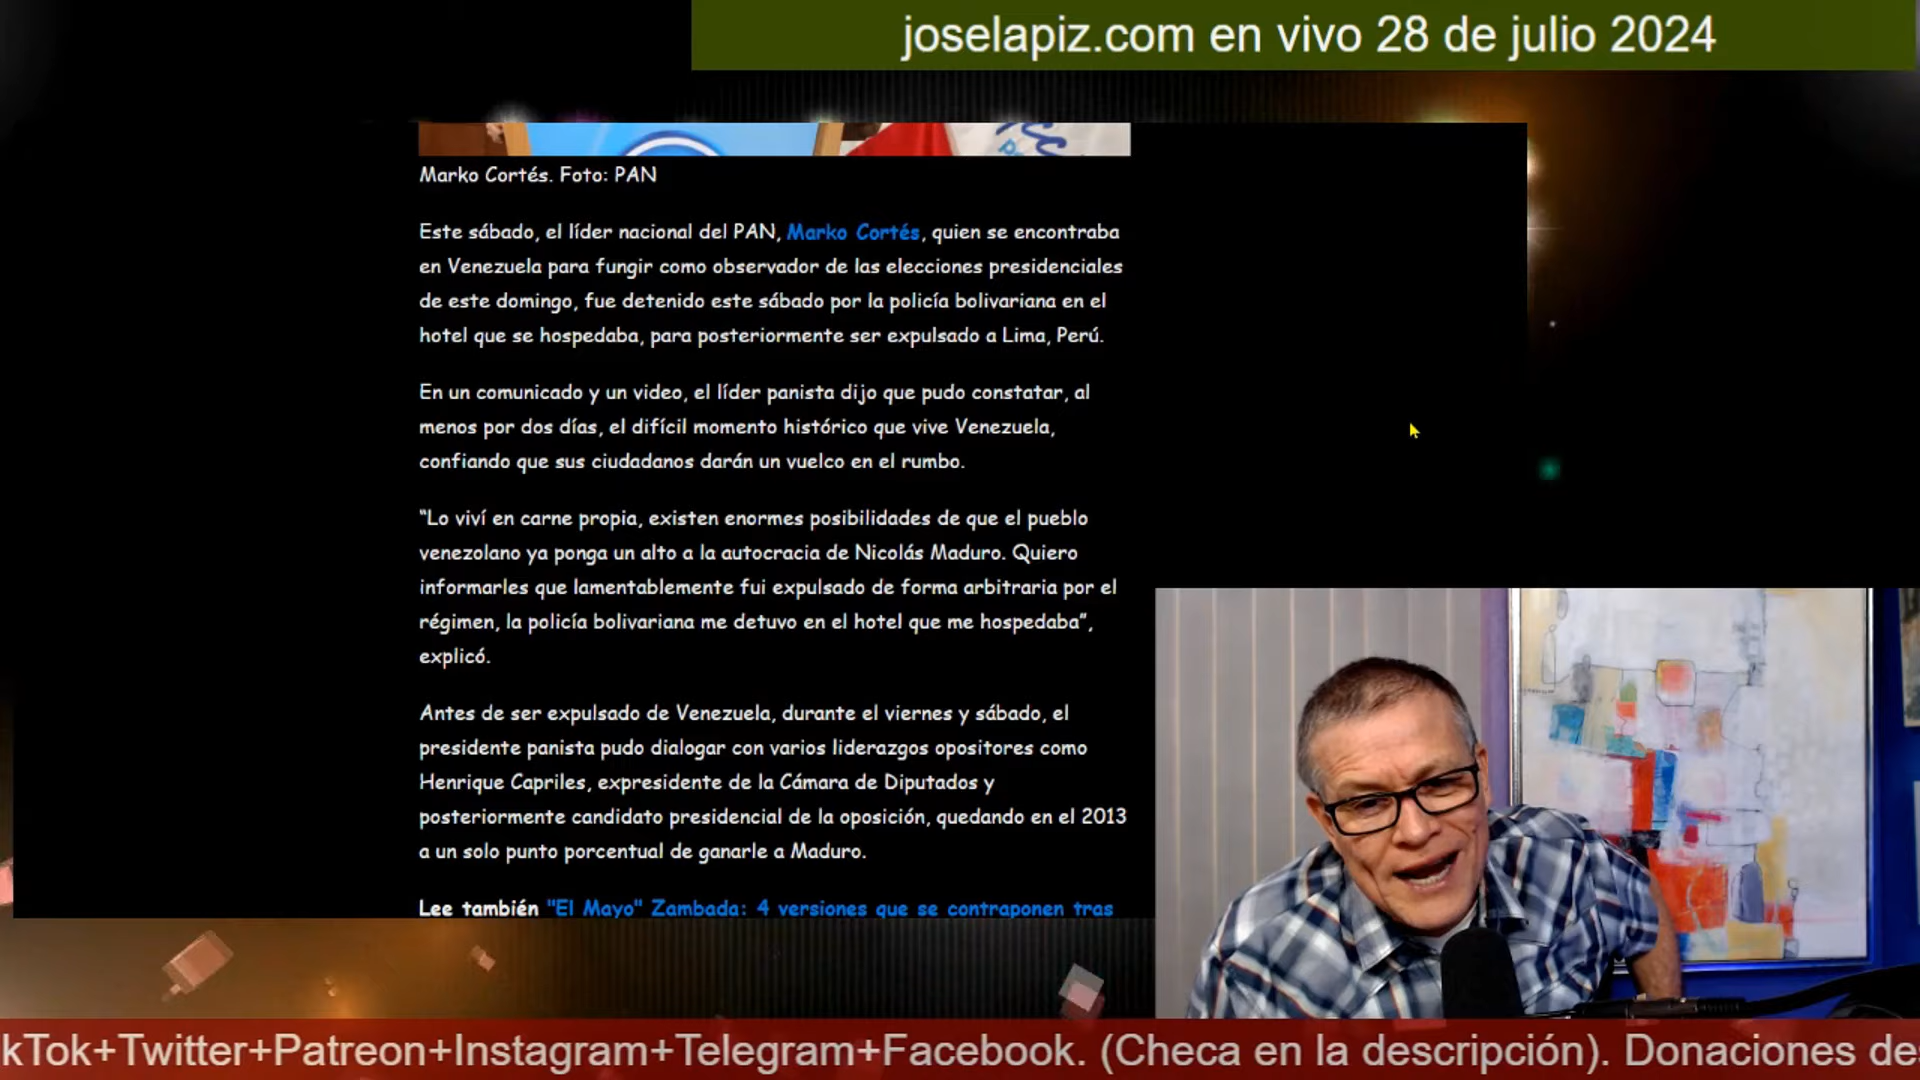 joselapiz.com en vivo 28 de julio 2024
Marko Cortés. Foto: PAN
Este sábado, el líder nacional del PAN, Marko Cortés, quien se encontraba
en Venezuela para fungir como observador de las elecciones presidenciales
de este domingo, fue detenido este sábado por la policía bolivariana en el
hotel que se hospedaba, para posteriormente ser expulsado a Lima, Perú.
En un comunicado y un video, el líder panista dijo que pudo constatar, al
menos por dos días, el difícil momento histórico que vive Venezuela,
confiando que sus ciudadanos darán un vuelco en el rumbo.
“Lo viví en carne propia, existen enormes posibilidades de que el pueblo
venezolano ya ponga un alto a la autocracia de Nicolás Maduro. Quiero
informarles que lamentablemente fui expulsado de forma arbitraria por el
régimen, la policía bolivariana me detuvo en el hotel que me hospedaba”,
explicó.
Antes de ser expulsado de Venezuela, durante el viernes y sábado, el
presidente panista pudo dialogar con varios liderazgos opositores como
Henrique Capriles, expresidente de la Cámara de Diputados y
posteriormente candidato presidencial de la oposición, quedando en el 2013
a un solo punto porcentual de ganarle a Maduro.
Lee también "El Mayo" Zambada: 4 versiones que se contraponen tras
kTok+Twitter+Patreon+Instagram+Telegram+Facebook. (Checa en la descripción). Donaciones de